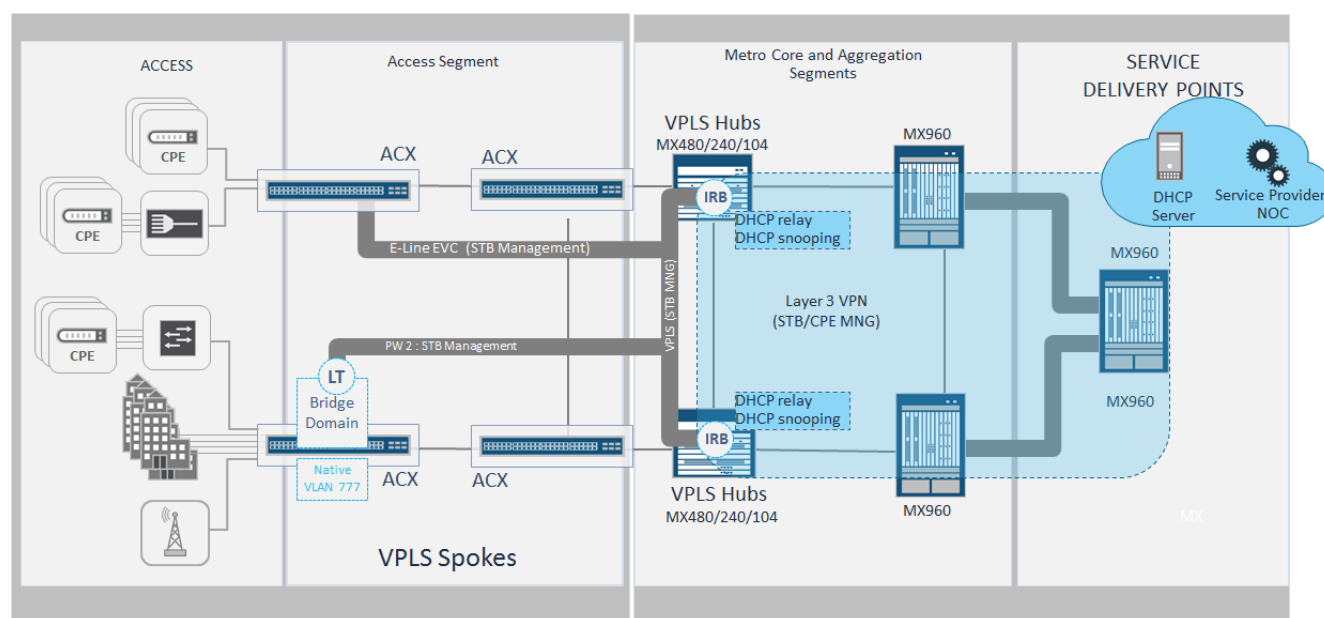 ACCESS
Access Segment
Metro Core and Aggregation
Segments
SERVICE
DELIVERY POINTS
CPE
CPE
CPE
ACX
ACX
VPLS Hubs
MX480/240/104
MX960
IRB
DHCP relay
DHCP snooping
DHCP
Server
Service Provider
NOC
E-Line EVC (STB Management)
VPLS (STB MNG)
MX960
Layer 3 VPN
(STB/CPE MNG)
PW 2 : STB Management
LT
Bridge
Domain
Native
VLAN 777
ACX
ACX
DHCP relay
DHCP snooping
IRB
VPLS Hubs
MX480/240/104
MX960
MX960
MX
VPLS Spokes